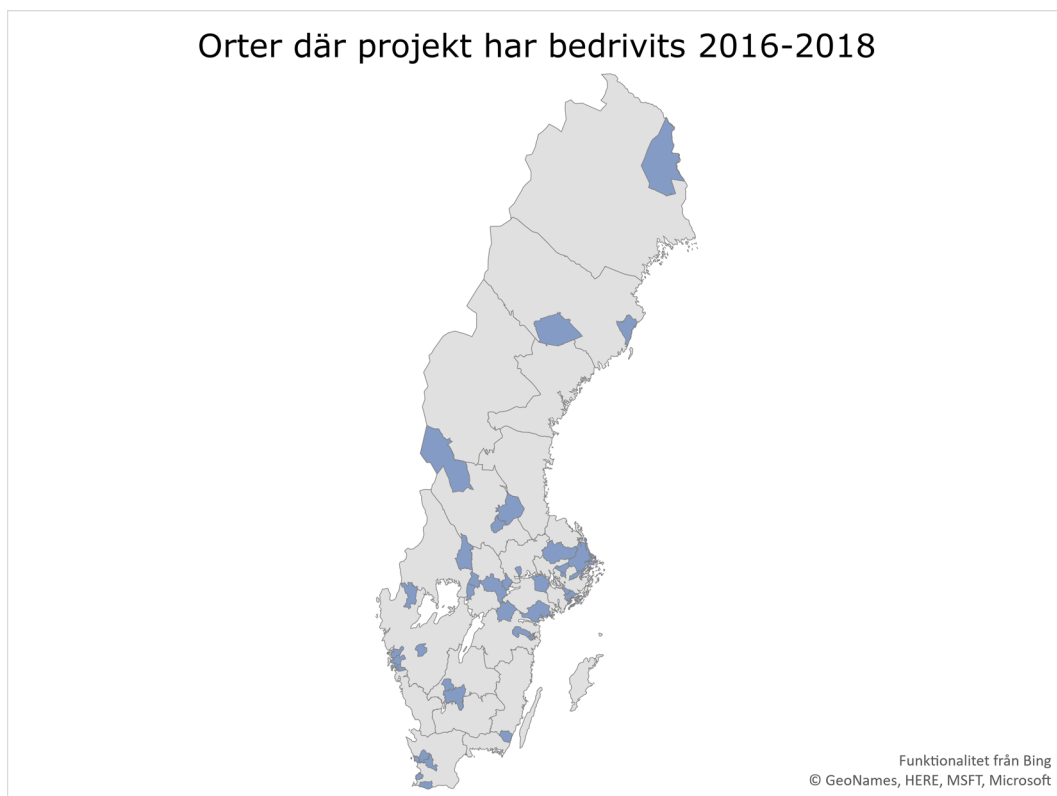 Orter där projekt har bedrivits 2016-2018
Funktionalitet från Bing
© GeoNames, HERE, MSFT, Microsoft